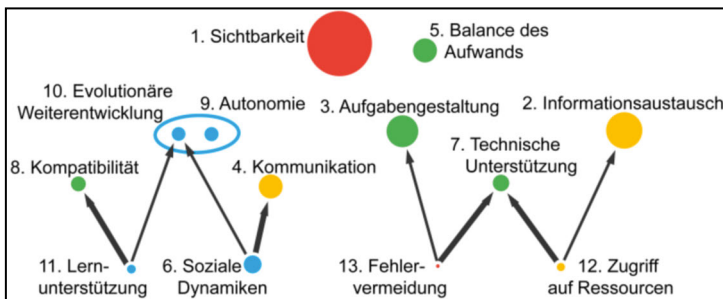 1. Sichtbarkeit
5. Balance des
Aufwands
10. Evolutionäre
Weiterentwicklung
9. Autonomie
3. Aufgabengestaltung
2. Informationsaustausch
7. Technische
Unterstützung
8. Kompatibilität
4. Kommunikation
11. Lern-
unterstützung
6. Soziale
Dynamiken
13. Fehler-
vermeidung
12. Zugriff
auf Ressourcen